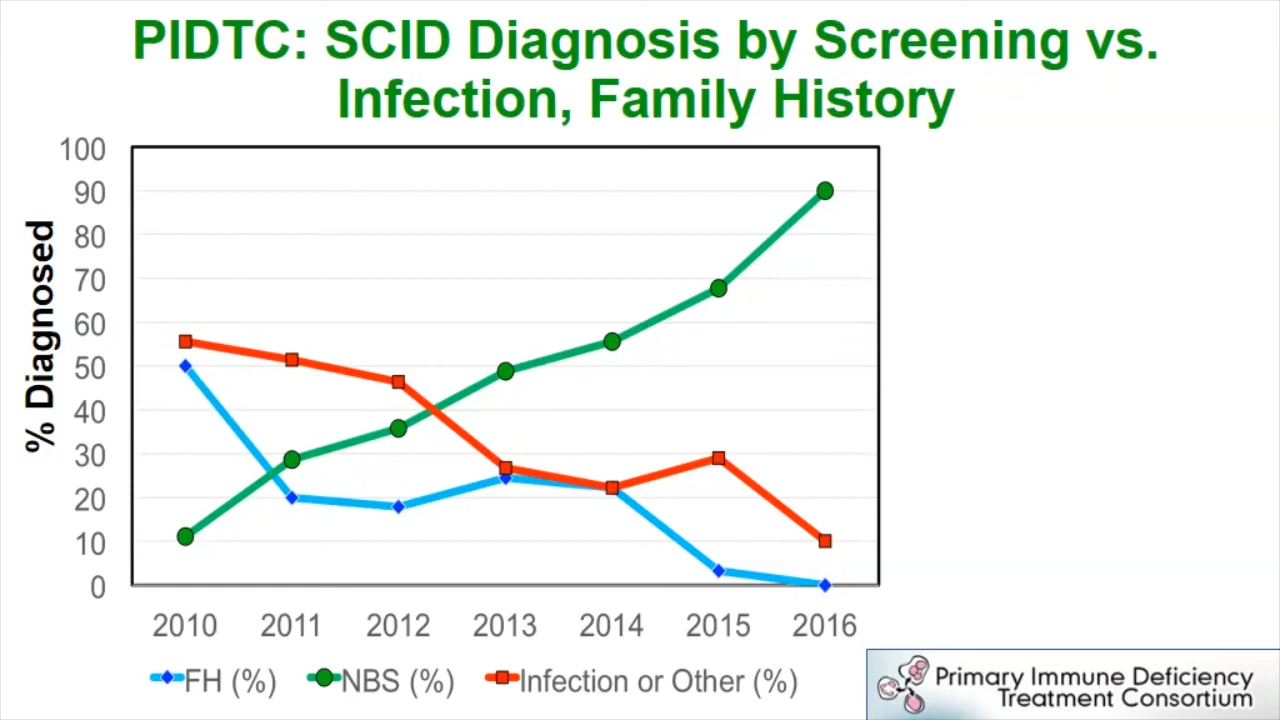 PIDTC: SCID Diagnosis by Screening vs.
Infection, Family History
% Diagnosed
100
90
80
70
60
50
40
30
20
10
0
2010 2011 2012 2013 2014 2015 2016
FH (%) NBS (%) Infection or Other (%)
Primary Immune Deficiency
Treatment Consortium